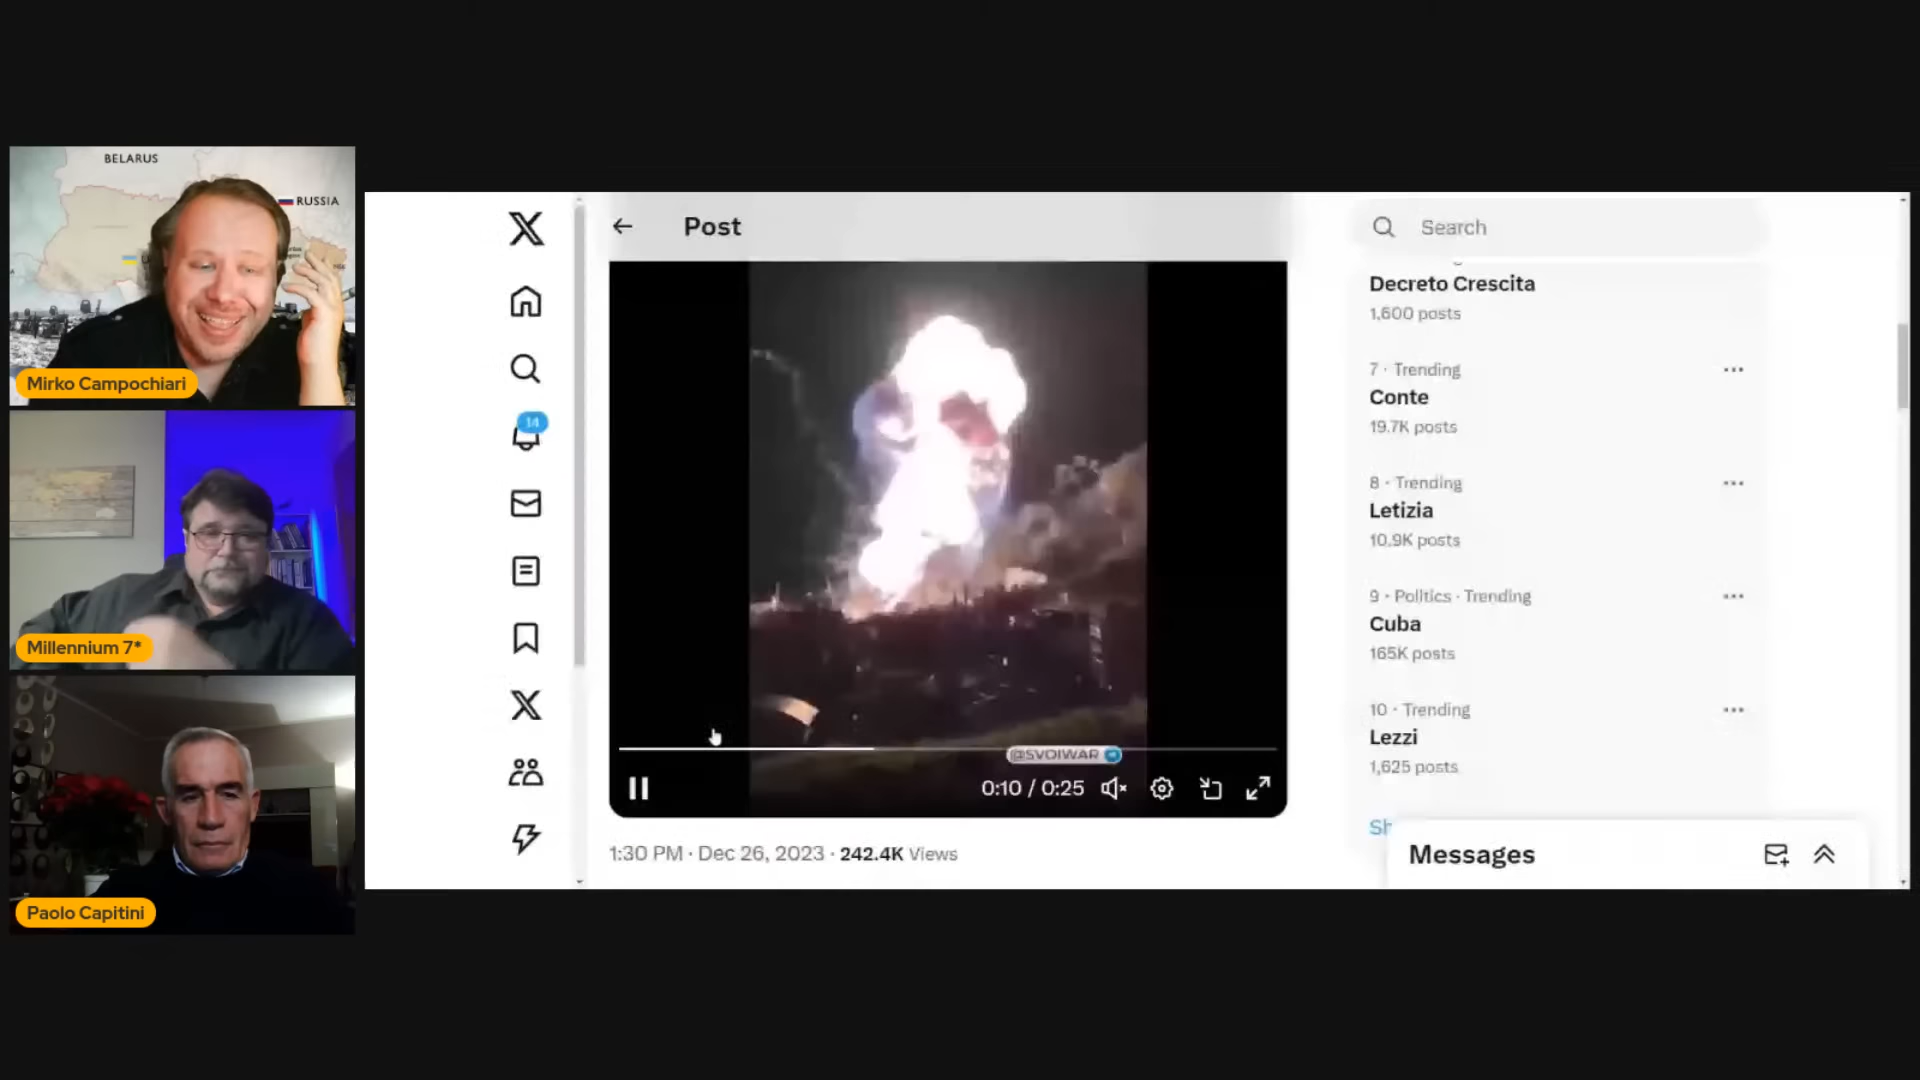 BELARUS
RUSSIA
Mirko Campochiari
Millennium 7*
Paolo Capitini
14
Post
@SVOIWAR
0:10 / 0:25
1:30 PM · Dec 26, 2023 · 242.4K Views
Search
Decreto Crescita
1,600 posts
7 · Trending
Conte
19.7K posts
8 · Trending
Letizia
10.9K posts
9 · Politics · Trending
Cuba
165K posts
10 · Trending
Lezzi
1,625 posts
Sh
Messages